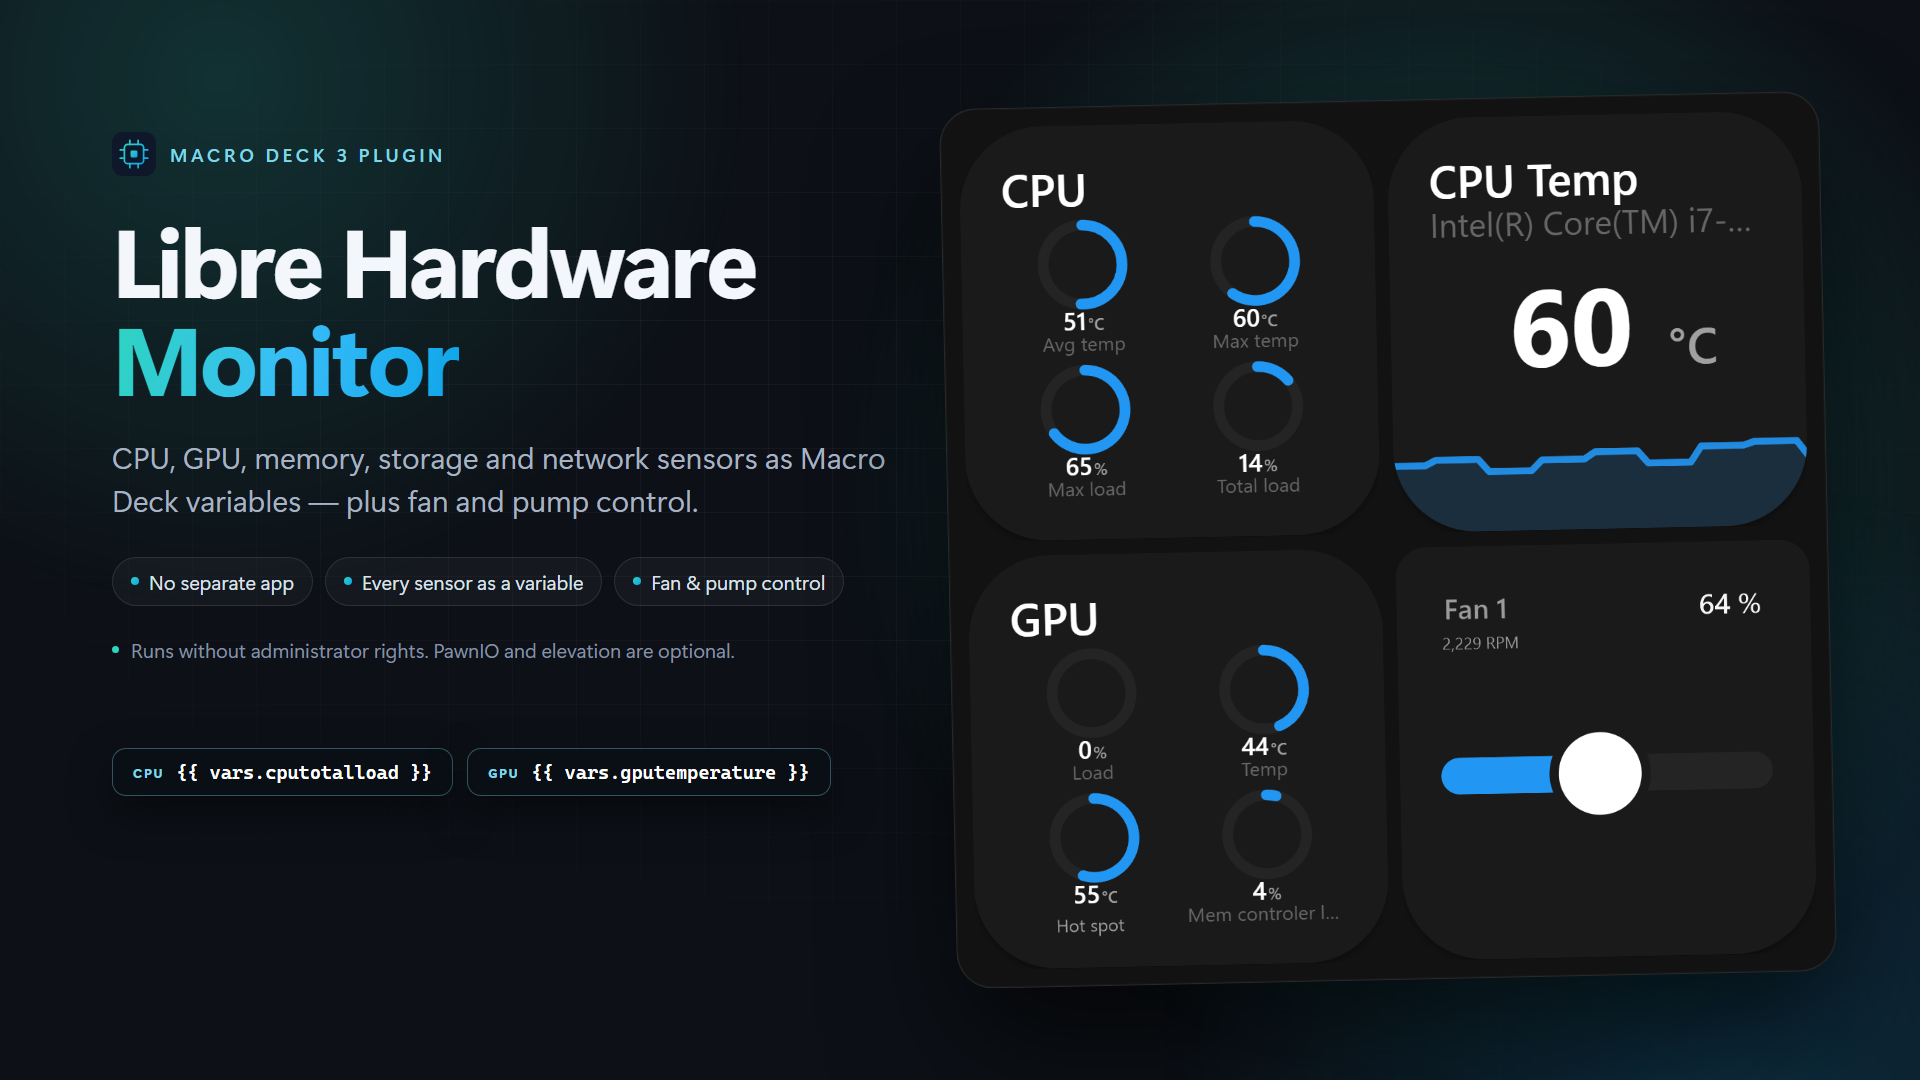 MACRO DECK 3 PLUGIN
Libre Hardware
Monitor
CPU, GPU, memory, storage and network sensors as Macro
Deck variables — plus fan and pump control.
No separate app
Every sensor as a variable
Fan & pump control
Runs without administrator rights. PawnIO and elevation are optional.
CPU {{ vars.cputotalload }}
GPU {{ vars.gputemperature }}
CPU
51°C
Avg temp
60°C
Max temp
65%
Max load
14%
Total load
CPU Temp
Intel(R) Core(TM) i7-...
60 °C
GPU
0%
Load
44°C
Temp
55°C
Hot spot
4%
Mem controler l...
Fan 1
64 %
2,229 RPM